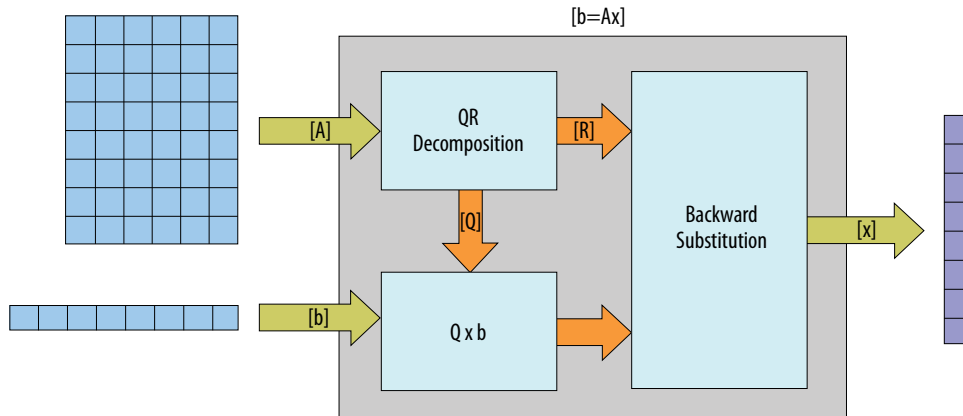 [b=Ax]
[A]
QR
Decomposition
[R]
[Q]
Backward
Substitution
[x]
[b]
Q x b